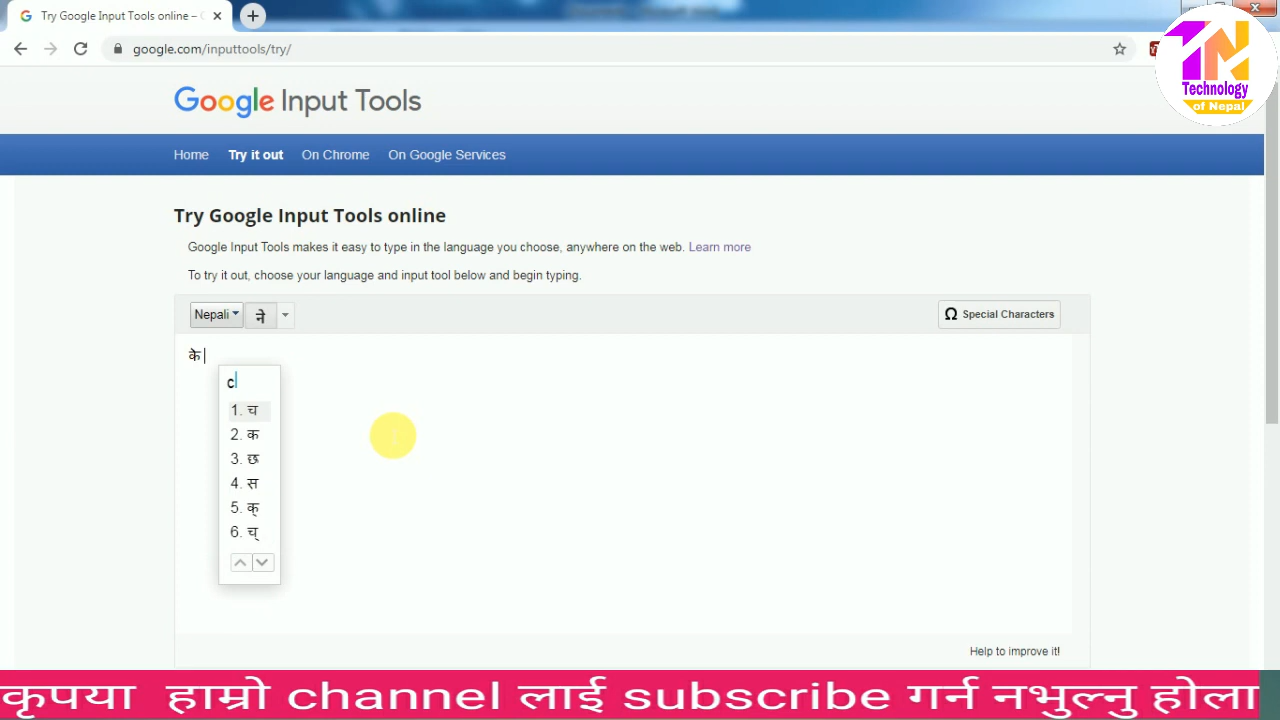 Try Google Input Tools online – G
google.com/inputtools/try/
Technology
of Nepal
Google Input Tools
Home Try it out On Chrome On Google Services
Try Google Input Tools online
Google Input Tools makes it easy to type in the language you choose, anywhere on the web. Learn more
To try it out, choose your language and input tool below and begin typing.
Nepali ने Ω Special Characters
के
c
1. च
2. क
3. छ
4. स
5. क्
6. च्
Help to improve it!
कृपया हाम्रो channel लाई subscribe गर्न नभुल्नु होला